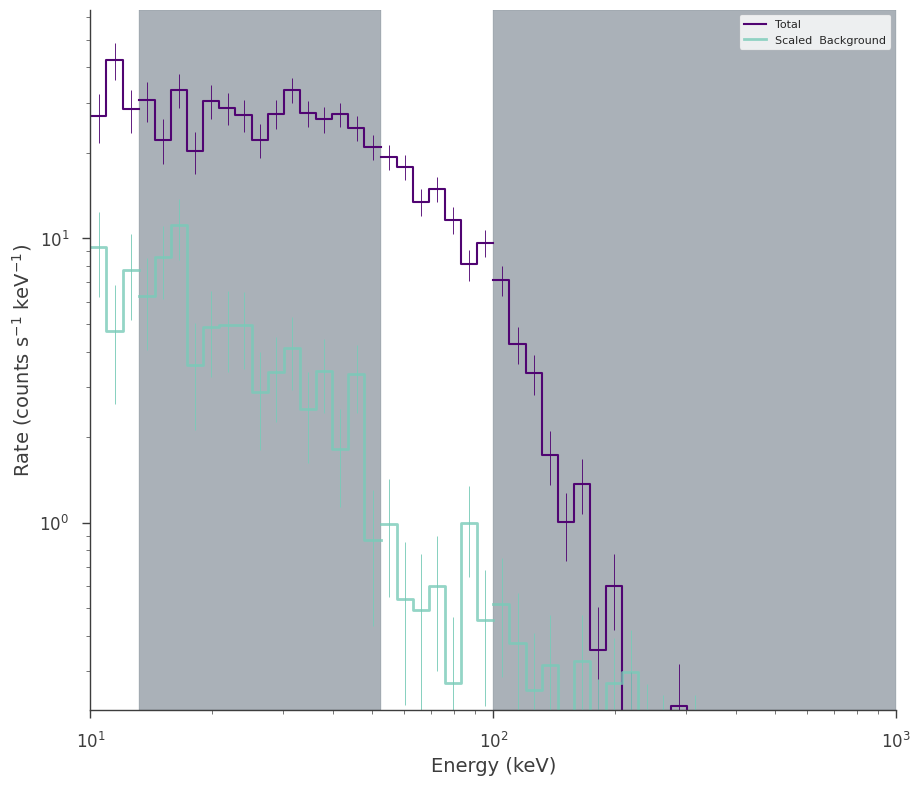 Total
Scaled  Background
Rate (counts s⁻¹ keV⁻¹)
10¹
10⁰
10¹
10²
10³
Energy (keV)